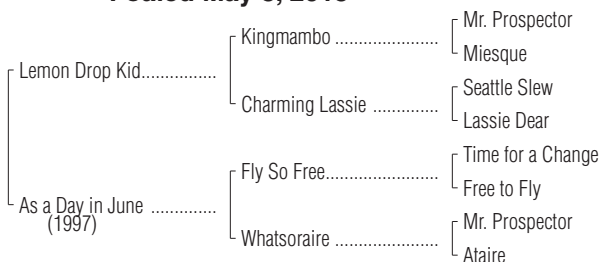 Mr. Prospector
Kingmambo ......................
Miesque
Lemon Drop Kid................
Seattle Slew
Charming Lassie ..............
Lassie Dear
Time for a Change
Fly So Free........................
Free to Fly
As a Day in June ..............
(1997)
Mr. Prospector
Whatsoraire ......................
Ataire